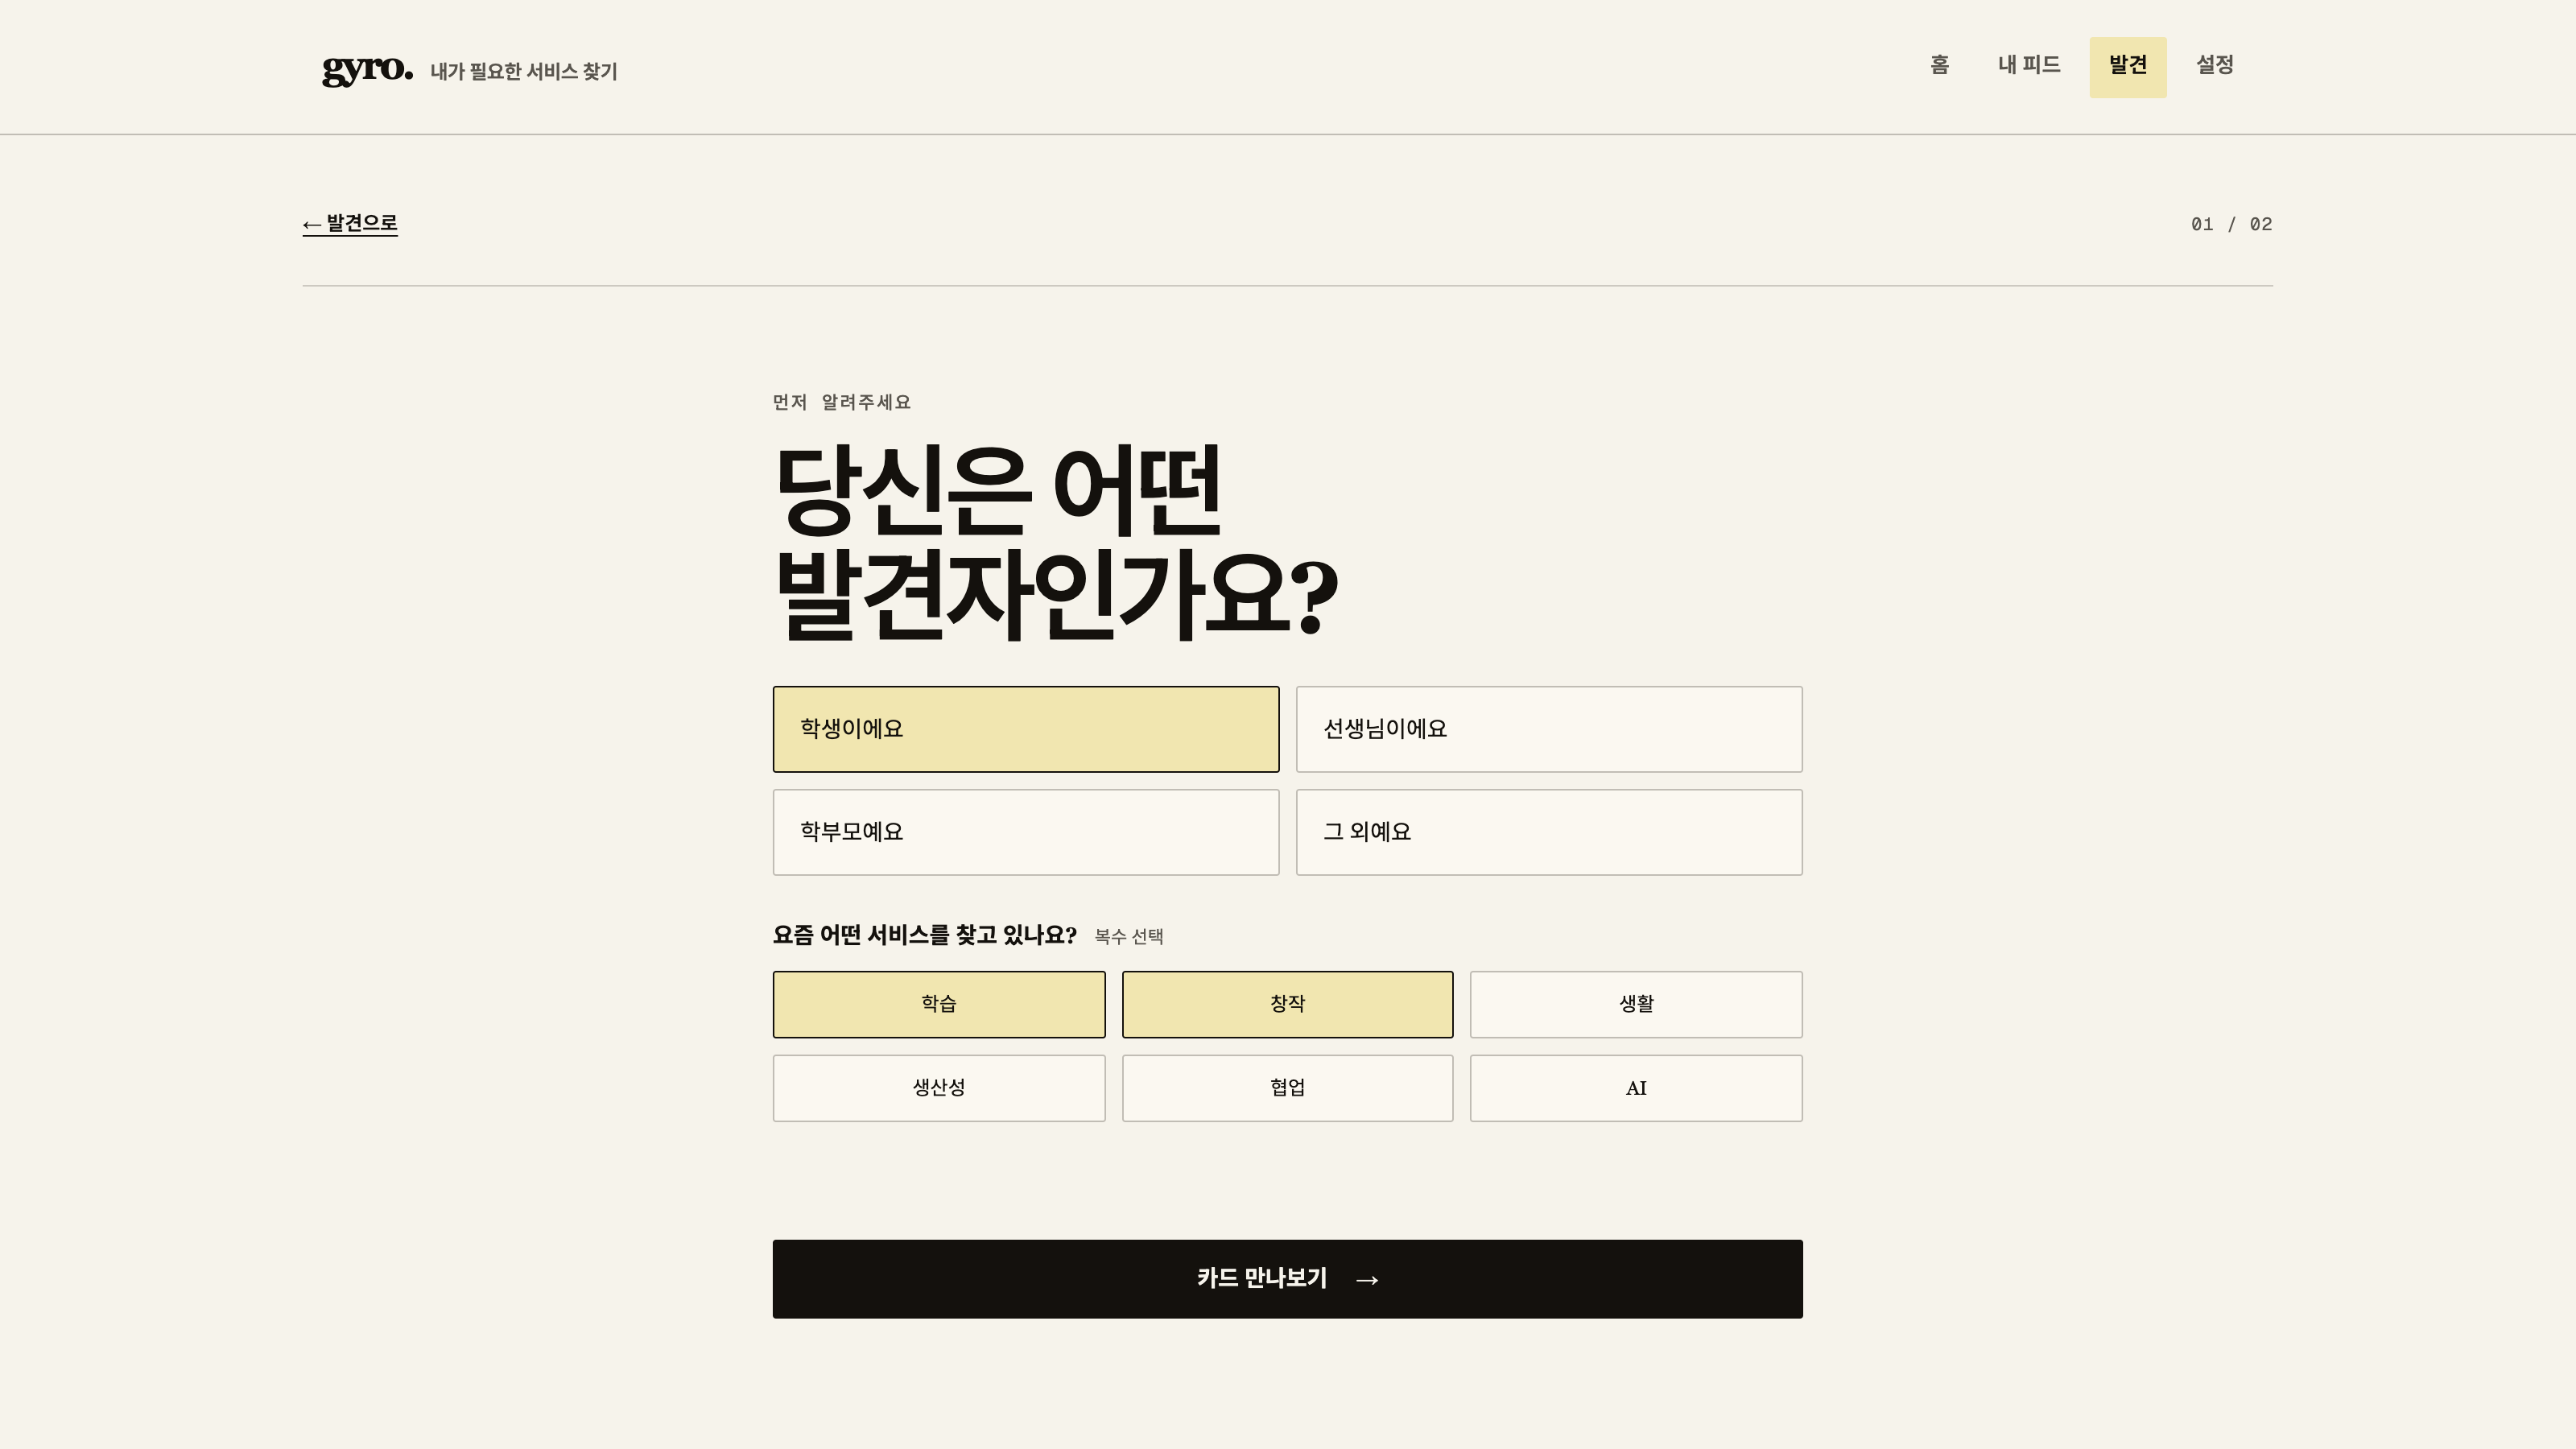 gyro. 내가 필요한 서비스 찾기
홈 내 피드 발견 설정
← 발견으로
01 / 02
먼저 알려주세요
당신은 어떤
발견자인가요?
학생이에요
선생님이에요
학부모예요
그 외예요
요즘 어떤 서비스를 찾고 있나요? 복수 선택
학습
창작
생활
생산성
협업
AI
카드 만나보기 →